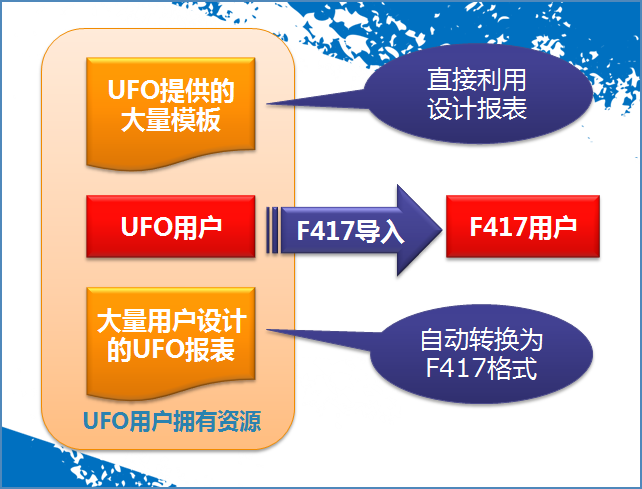 UFO提供的
大量模板
直接利用
设计报表
UFO用户
F417导入
F417用户
大量用户设计
的UFO报表
自动转换为
F417格式
UFO用户拥有资源